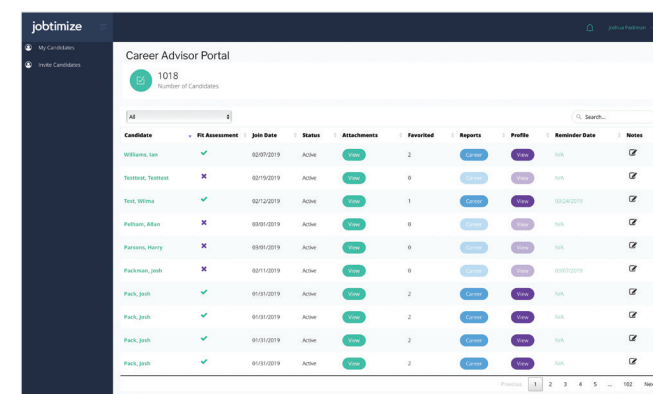 jobtimize
Joshua Padman
My Candidates
Invite Candidates
Career Advisor Portal
1018
Number of Candidates
All
Search...
Candidate Fit Assessment Join Date Status Attachments Favorited Reports Profile Reminder Date Notes
Williams, Ian 02/07/2019 Active View 2 Career View N/A
Testtest, Testtest 02/19/2019 Active View 0 Career View N/A
Test, Wilma 02/12/2019 Active View 1 Career View 03/24/2019
Pelham, Allan 03/01/2019 Active View 0 Career View N/A
Parsons, Harry 03/01/2019 Active View 0 Career View N/A
Packman, Josh 02/11/2019 Active View 0 Career View 03/07/2019
Pack, Josh 01/31/2019 Active View 2 Career View N/A
Pack, Josh 01/31/2019 Active View 2 Career View N/A
Pack, Josh 01/31/2019 Active View 2 Career View N/A
Pack, Josh 01/31/2019 Active View 2 Career View N/A
Previous 1 2 3 4 5 ... 102 Nex